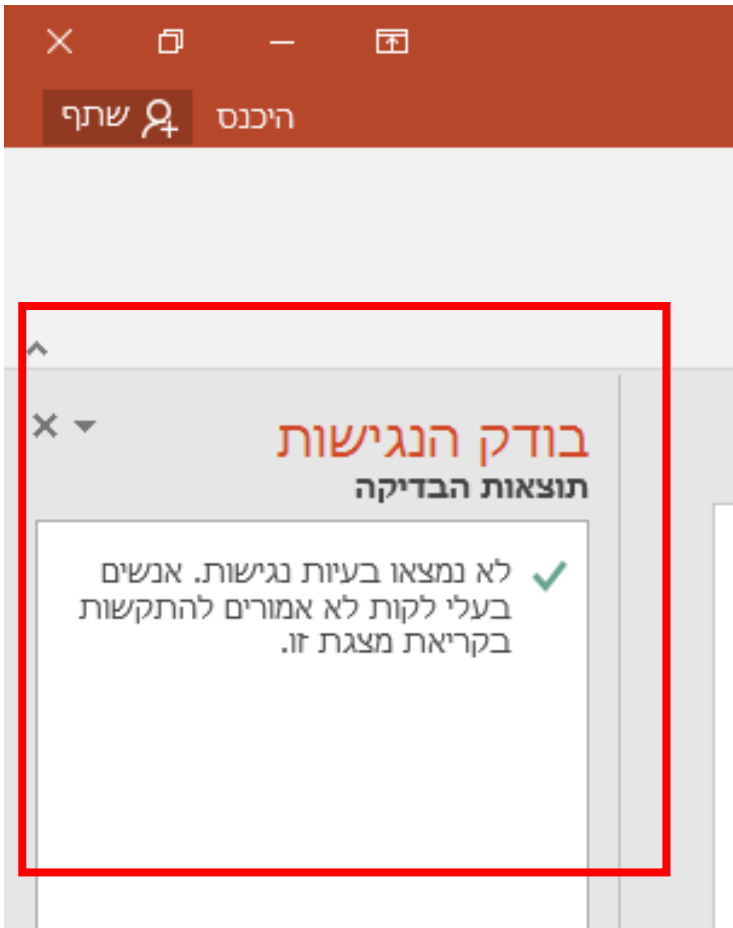 היכנס שתף
בודק הנגישות
תוצאות הבדיקה
לא נמצאו בעיות נגישות. אנשים
בעלי לקות לא אמורים להתקשות
בקריאת מצגת זו.